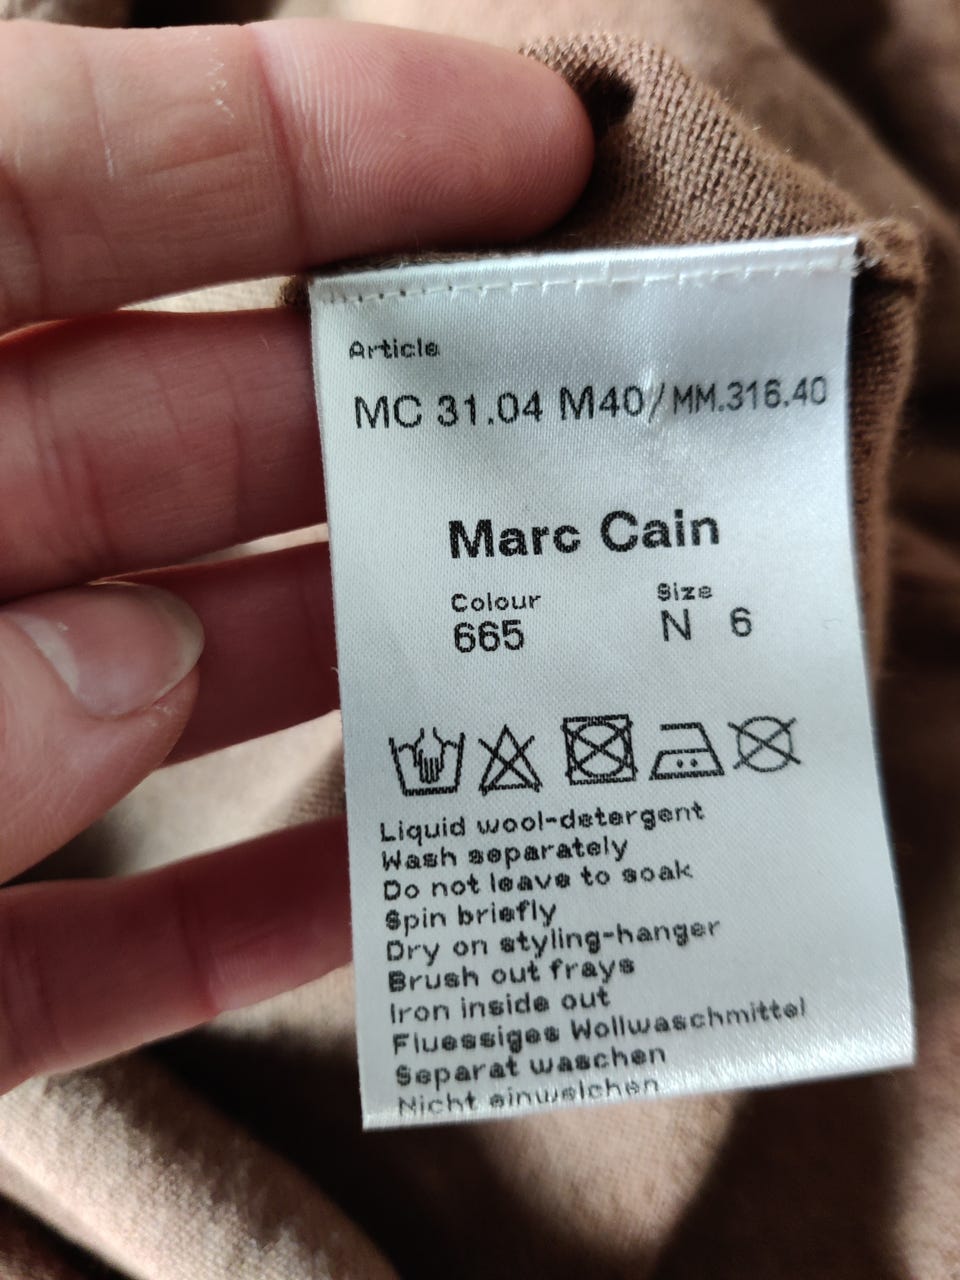 Article
MC 31.04 M40/MM.316.40
Marc Cain
Colour Size
665 N 6
Liquid wool-detergent
Wash separately
Do not leave to soak
Spin briefly
Dry on styling-hanger
Brush out frays
Iron inside out
Fluessiges Wollwaschmittel
Separat waschen
Nicht einweichen